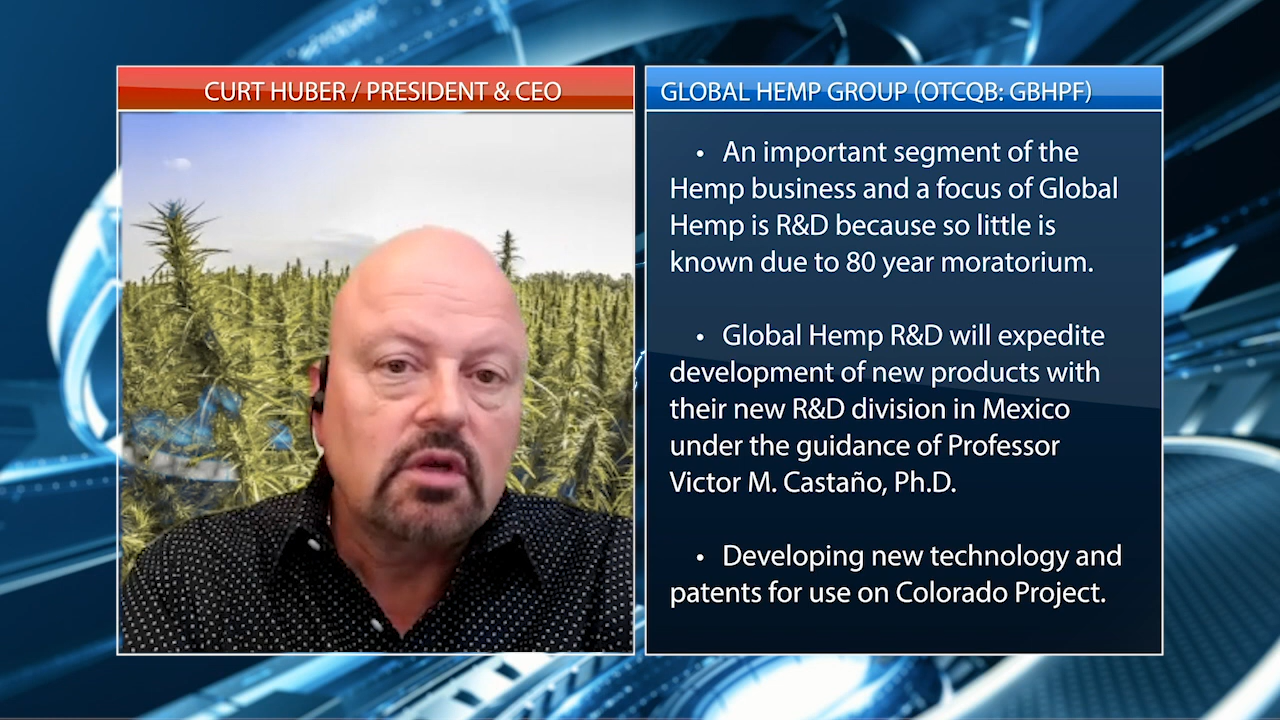 CURT HUBER / PRESIDENT & CEO
GLOBAL HEMP GROUP (OTCQB: GBHPF)
• An important segment of the
Hemp business and a focus of Global
Hemp is R&D because so little is
known due to 80 year moratorium.
• Global Hemp R&D will expedite
development of new products with
their new R&D division in Mexico
under the guidance of Professor
Victor M. Castaño, Ph.D.
• Developing new technology and
patents for use on Colorado Project.